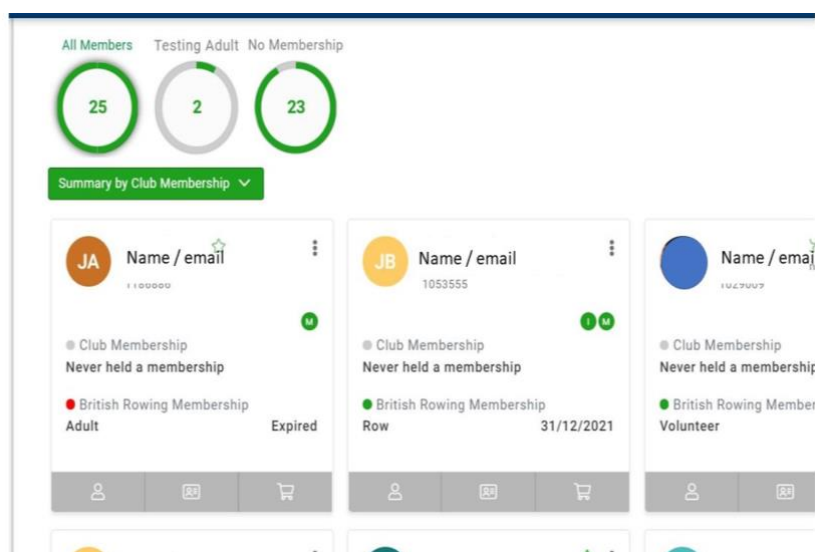 All Members Testing Adult No Membership
25 2 23
Summary by Club Membership
JA Name / email
JB Name / email
1053555
Name / emai
M
I M
Club Membership
Never held a membership
British Rowing Membership
Adult Expired
Club Membership
Never held a membership
British Rowing Membership
Row 31/12/2021
Club Membership
Never held a membership
British Rowing Member
Volunteer